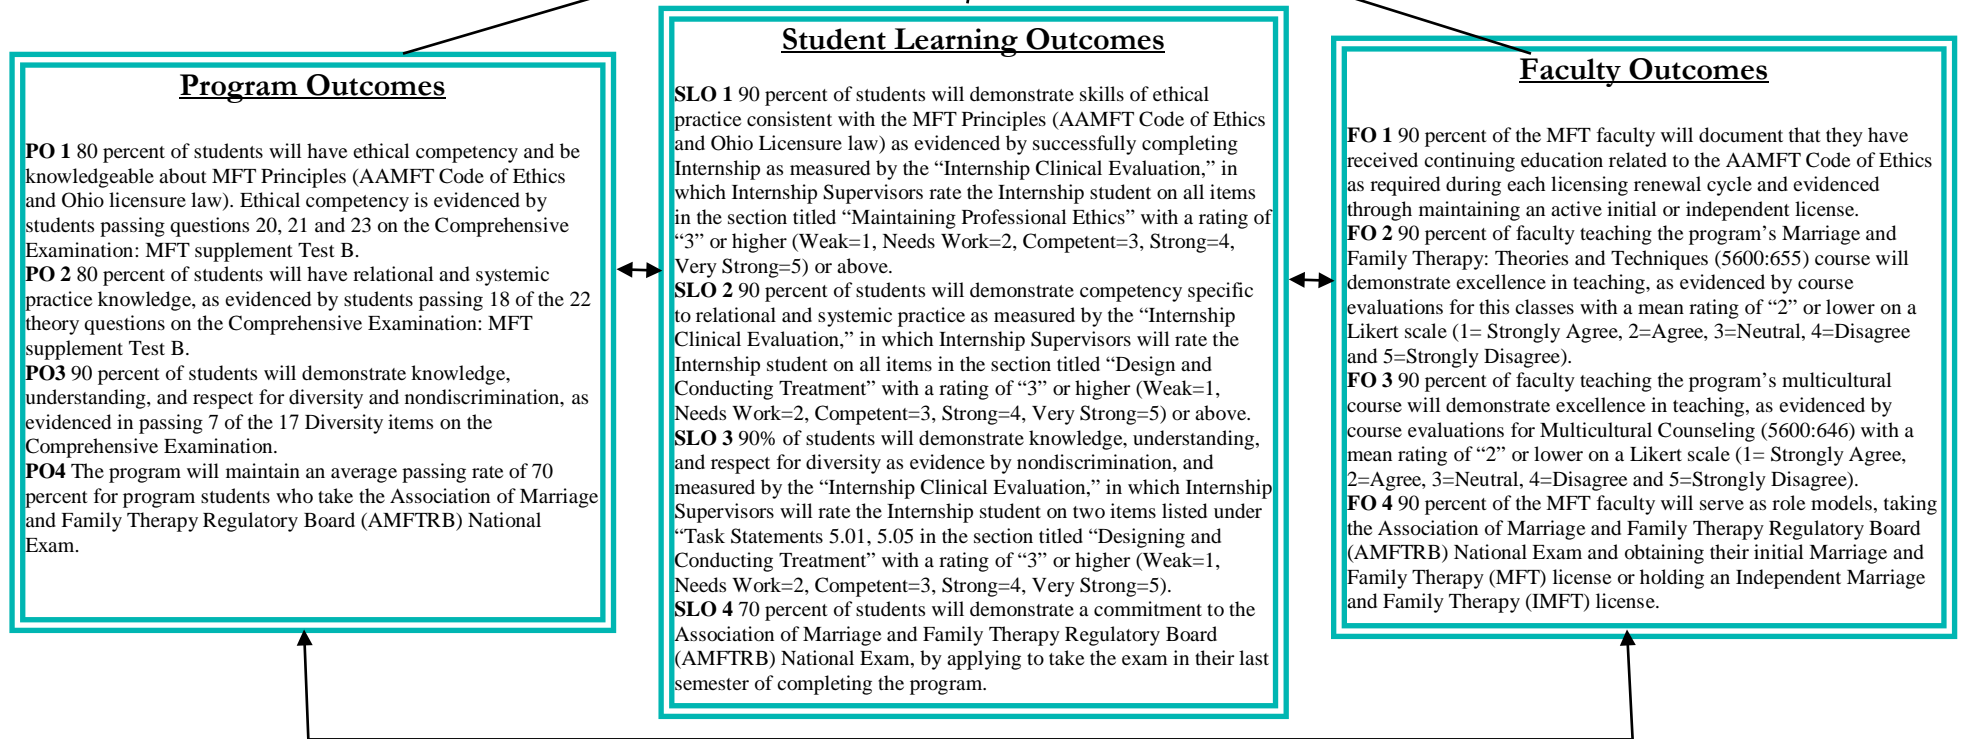 Program Outcomes
PO 1 80 percent of students will have ethical competency and be
knowledgeable about MFT Principles (AAMFT Code of Ethics
and Ohio licensure law). Ethical competency is evidenced by
students passing questions 20, 21 and 23 on the Comprehensive
Examination: MFT supplement Test B.
PO 2 80 percent of students will have relational and systemic
practice knowledge, as evidenced by students passing 18 of the 22
theory questions on the Comprehensive Examination: MFT
supplement Test B.
PO3 90 percent of students will demonstrate knowledge,
understanding, and respect for diversity and nondiscrimination, as
evidenced in passing 7 of the 17 Diversity items on the
Comprehensive Examination.
PO4 The program will maintain an average passing rate of 70
percent for program students who take the Association of Marriage
and Family Therapy Regulatory Board (AMFTRB) National
Exam.
Student Learning Outcomes
SLO 1 90 percent of students will demonstrate skills of ethical
practice consistent with the MFT Principles (AAMFT Code of Ethics
and Ohio Licensure law) as evidenced by successfully completing
Internship as measured by the “Internship Clinical Evaluation,” in
which Internship Supervisors rate the Internship student on all items
in the section titled “Maintaining Professional Ethics” with a rating of
“3” or higher (Weak=1, Needs Work=2, Competent=3, Strong=4,
Very Strong=5) or above.
SLO 2 90 percent of students will demonstrate competency specific
to relational and systemic practice as measured by the “Internship
Clinical Evaluation,” in which Internship Supervisors will rate the
Internship student on all items in the section titled “Design and
Conducting Treatment” with a rating of “3” or higher (Weak=1,
Needs Work=2, Competent=3, Strong=4, Very Strong=5) or above.
SLO 3 90% of students will demonstrate knowledge, understanding,
and respect for diversity as evidence by nondiscrimination, and
measured by the “Internship Clinical Evaluation,” in which Internship
Supervisors will rate the Internship student on two items listed under
“Task Statements 5.01, 5.05 in the section titled “Designing and
Conducting Treatment” with a rating of “3” or higher (Weak=1,
Needs Work=2, Competent=3, Strong=4, Very Strong=5).
SLO 4 70 percent of students will demonstrate a commitment to the
Association of Marriage and Family Therapy Regulatory Board
(AMFTRB) National Exam, by applying to take the exam in their last
semester of completing the program.
Faculty Outcomes
FO 1 90 percent of the MFT faculty will document that they have
received continuing education related to the AAMFT Code of Ethics
as required during each licensing renewal cycle and evidenced
through maintaining an active initial or independent license.
FO 2 90 percent of faculty teaching the program’s Marriage and
Family Therapy: Theories and Techniques (5600:655) course will
demonstrate excellence in teaching, as evidenced by course
evaluations for this classes with a mean rating of “2” or lower on a
Likert scale (1= Strongly Agree, 2=Agree, 3=Neutral, 4=Disagree
and 5=Strongly Disagree).
FO 3 90 percent of faculty teaching the program’s multicultural
course will demonstrate excellence in teaching, as evidenced by
course evaluations for Multicultural Counseling (5600:646) with a
mean rating of “2” or lower on a Likert scale (1= Strongly Agree,
2=Agree, 3=Neutral, 4=Disagree and 5=Strongly Disagree).
FO 4 90 percent of the MFT faculty will serve as role models, taking
the Association of Marriage and Family Therapy Regulatory Board
(AMFTRB) National Exam and obtaining their initial Marriage and
Family Therapy (MFT) license or holding an Independent Marriage
and Family Therapy (IMFT) license.